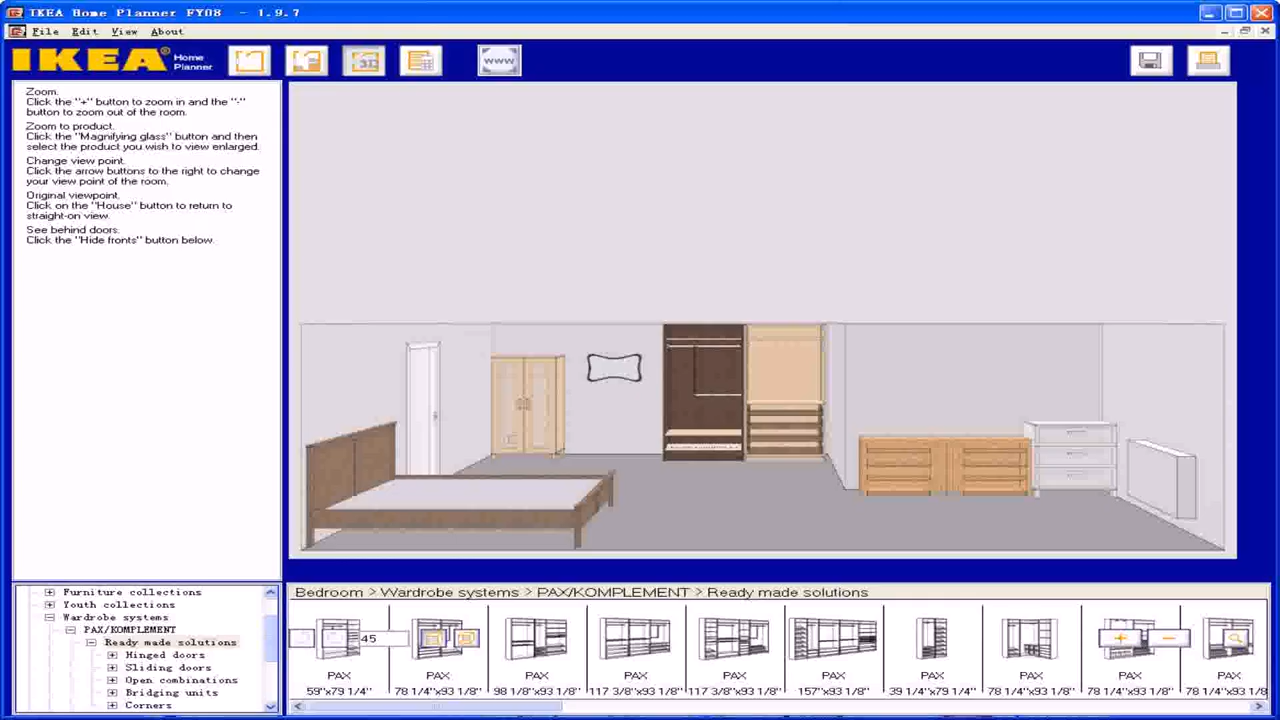 IKEA Home Planner FY08 - 1.9.7
File Edit View About
IKEA® Home Planner
3D
www
Zoom.
Click the "+" button to zoom in and the "-"
button to zoom out of the room.
Zoom to product.
Click the "Magnifying glass" button and then
select the product you wish to view enlarged.
Change view point.
Click the arrow buttons to the right to change
your view point of the room.
Original viewpoint.
Click on the "House" button to return to
straight-on view.
See behind doors.
Click the "Hide fronts" button below.
Furniture collections
Youth collections
Wardrobe systems
PAX/KOMPLEMENT
Ready made solutions
Hinged doors
Sliding doors
Open combinations
Bridging units
Corners
Bedroom > Wardrobe systems > PAX/KOMPLEMENT > Ready made solutions
45
PAX PAX PAX PAX PAX PAX PAX PAX PAX PAX
59"x79 1/4" 78 1/4"x93 1/8" 98 1/8"x93 1/8" 117 3/8"x93 1/8" 117 3/8"x93 1/8" 157"x93 1/8" 39 1/4"x79 1/4" 78 1/4"x93 1/8" 78 1/4"x93 1/8" 78 1/4"x93 1/8"